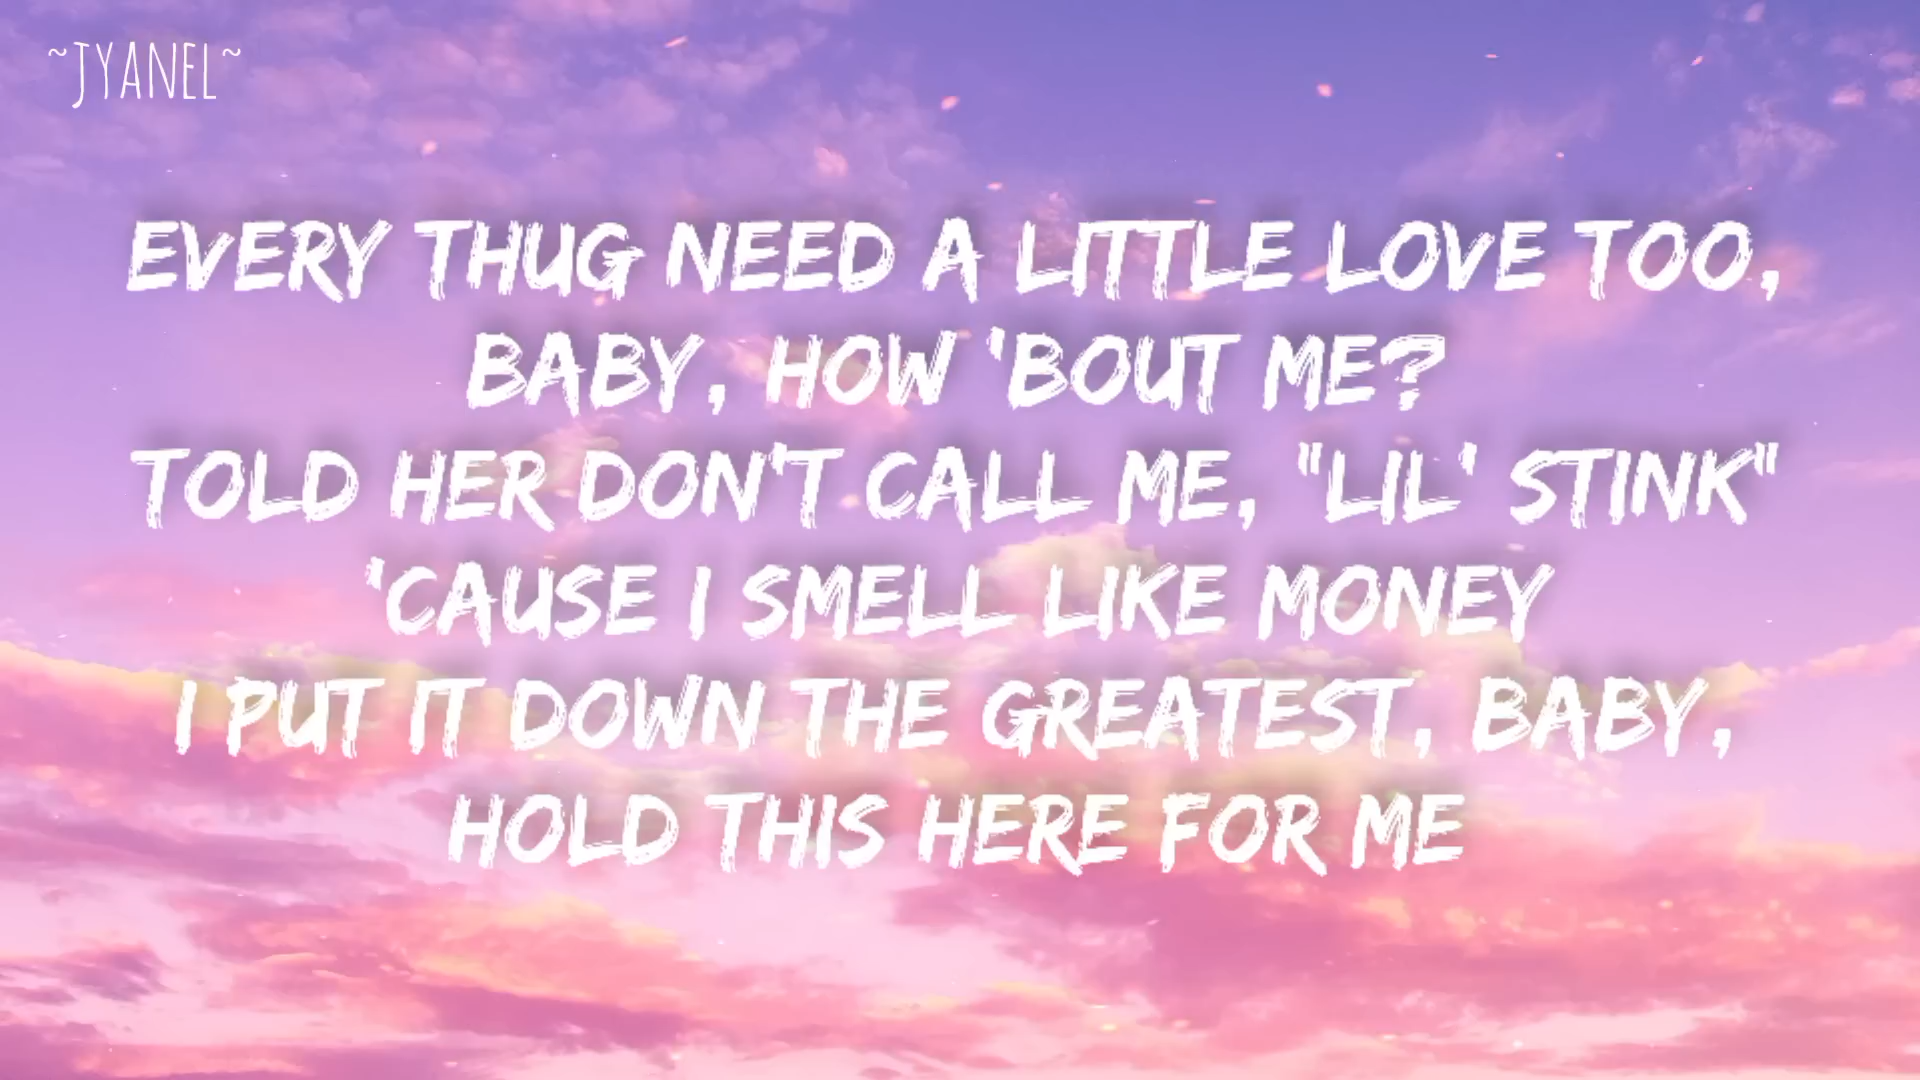 ~JYANEL~
EVERY THUG NEED A LITTLE LOVE TOO,
BABY, HOW 'BOUT ME?
TOLD HER DON'T CALL ME, "LIL' STINK"
'CAUSE I SMELL LIKE MONEY
I PUT IT DOWN THE GREATEST, BABY,
HOLD THIS HERE FOR ME